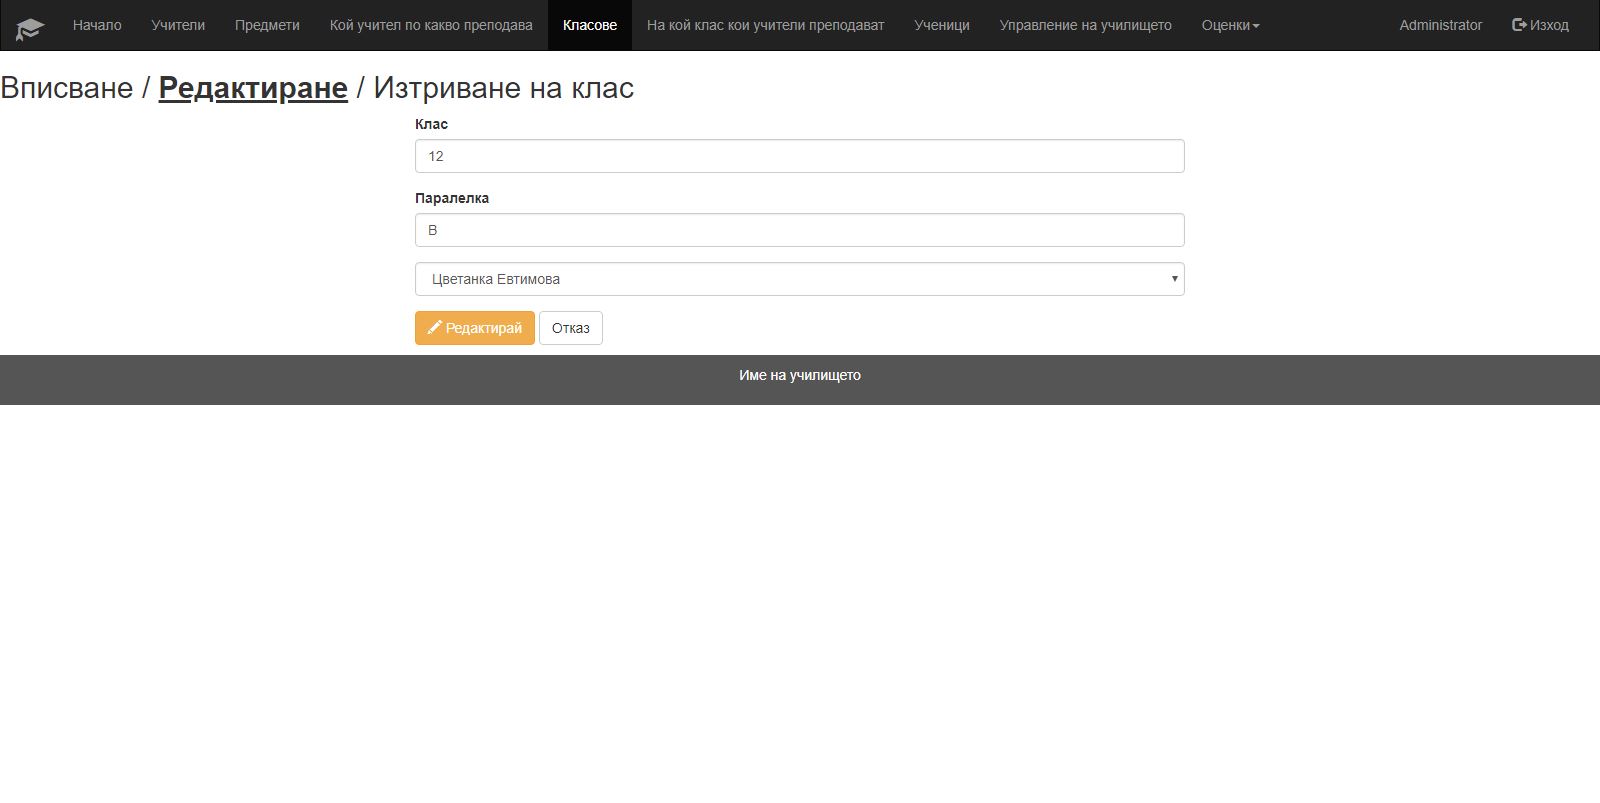 Начало Учители Предмети Кой учител по какво преподава Класове На кой клас кои учители преподават Ученици Управление на училището Оценки Administrator Изход
Вписване / Редактиране / Изтриване на клас
Клас
12
Паралелка
В
Цветанка Евтимова
Редактирай Отказ
Име на училището